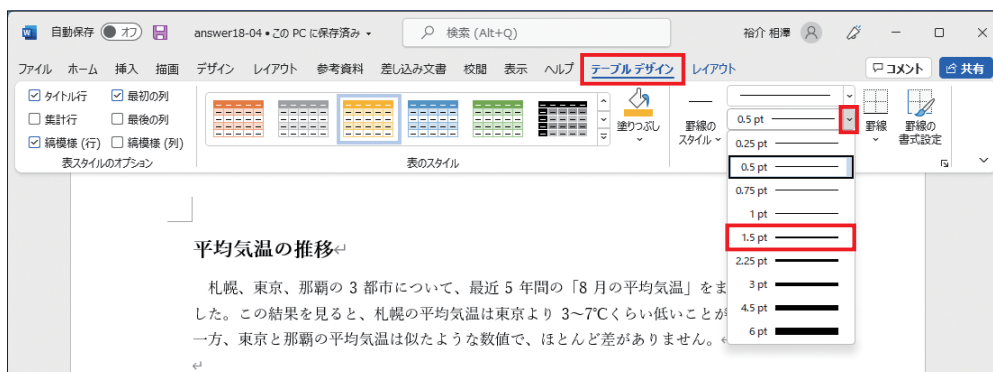 自動保存 オフ answer18-04 • この PC に保存済み 検索 (Alt+Q) 裕介 相澤
ファイル ホーム 挿入 描画 デザイン レイアウト 参考資料 差し込み文書 校閲 表示 ヘルプ テーブル デザイン レイアウト コメント 共有
タイトル行 最初の列
集計行 最後の列
縞模様 (行) 縞模様 (列)
表スタイルのオプション
表のスタイル
塗りつぶし
罫線の
スタイル
0.5 pt
罫線
罫線の
書式設定
0.25 pt
0.5 pt
0.75 pt
1 pt
1.5 pt
2.25 pt
3 pt
4.5 pt
6 pt
平均気温の推移↵
札幌、東京、那覇の 3 都市について、最近 5 年間の「8 月の平均気温」をま
した。この結果を見ると、札幌の平均気温は東京より 3~7℃くらい低いことが
一方、東京と那覇の平均気温は似たような数値で、ほとんど差がありません。
↵